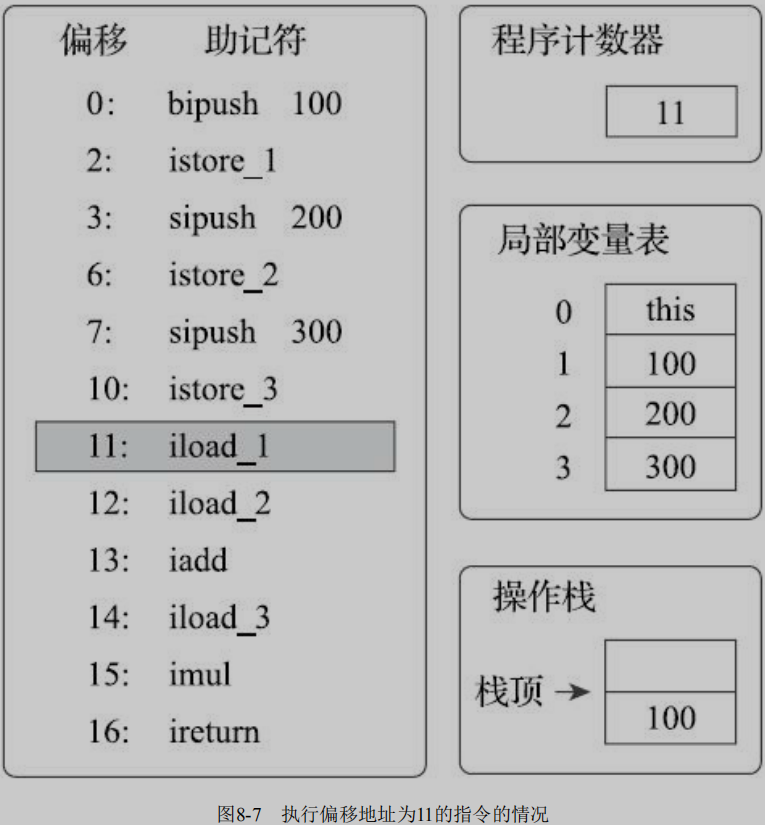 偏移 助记符
0: bipush 100
2: istore_1
3: sipush 200
6: istore_2
7: sipush 300
10: istore_3
11: iload_1
12: iload_2
13: iadd
14: iload_3
15: imul
16: ireturn
程序计数器
11
局部变量表
0 this
1 100
2 200
3 300
操作栈
栈顶
100
图8-7 执行偏移地址为11的指令的情况